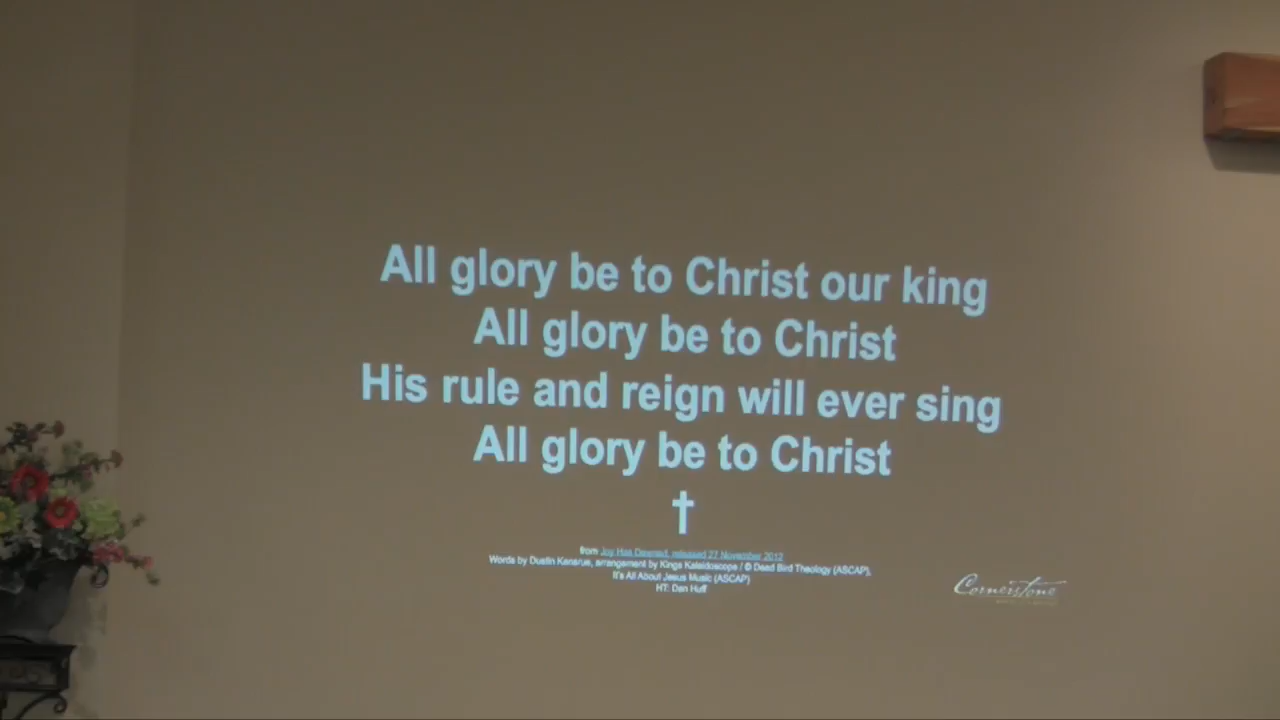 All glory be to Christ our king
All glory be to Christ
His rule and reign will ever sing
All glory be to Christ
from Joy Has Dawned, released 27 November 2012
Words by Dustin Kensrue, arrangement by Kings Kaleidoscope / © Dead Bird Theology (ASCAP),
It's All About Jesus Music (ASCAP)
HT: Dan Huff
Cornerstone